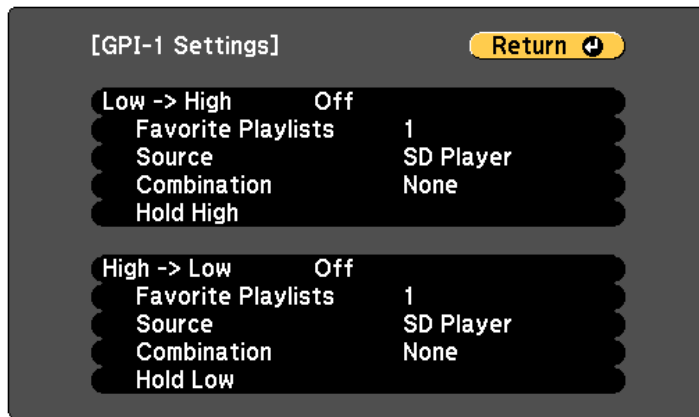 [GPI-1 Settings] Return
Low -> High Off
Favorite Playlists 1
Source SD Player
Combination None
Hold High
High -> Low Off
Favorite Playlists 1
Source SD Player
Combination None
Hold Low